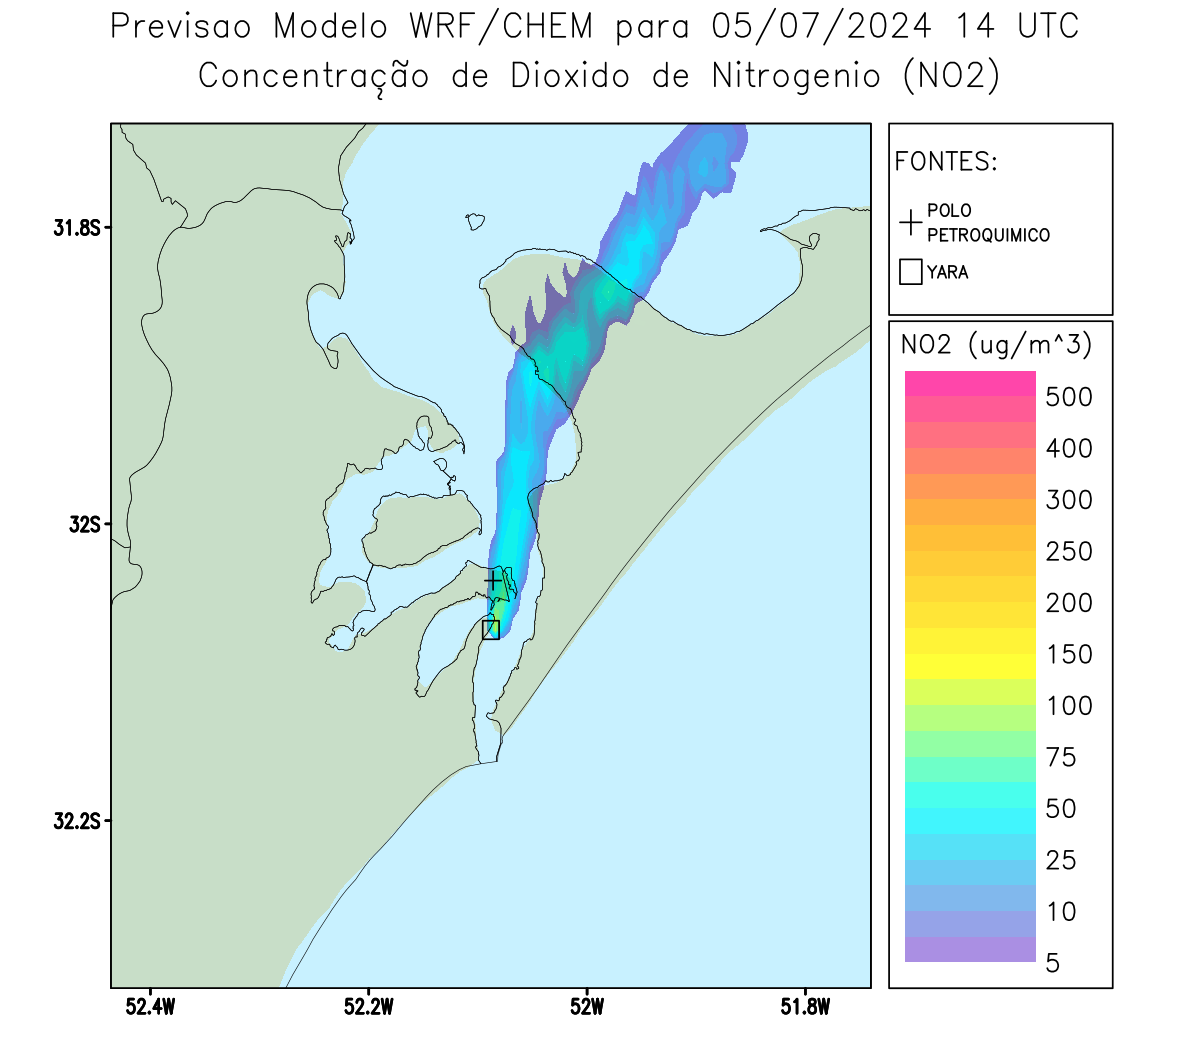 Previsao Modelo WRF/CHEM para 05/07/2024 14 UTC
Concentração de Dioxido de Nitrogenio (NO2)
FONTES:
POLO
PETROQUIMICO
YARA
31.8S
32S
32.2S
52.4W
52.2W
52W
51.8W
NO2 (ug/m^3)
500
400
300
250
200
150
100
75
50
25
10
5